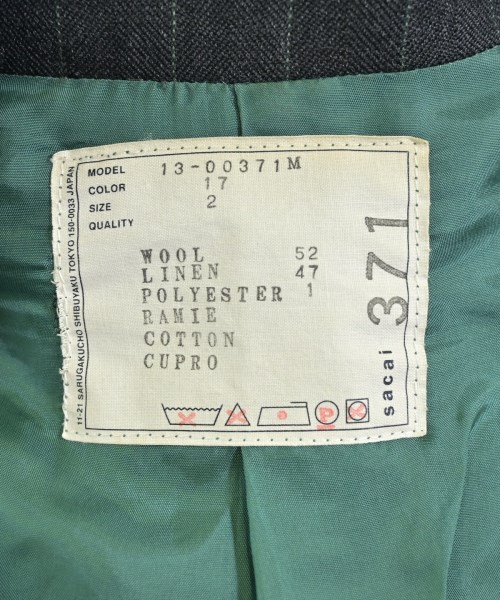 MODEL 13-00371M
COLOR 17
SIZE 2
QUALITY
WOOL 52
LINEN 47
POLYESTER 1
RAMIE
COTTON
CUPRO
P
11-21 SARUGAKUCHO SHIBUYAKU TOKYO 150-0033 JAPAN
sacai 371